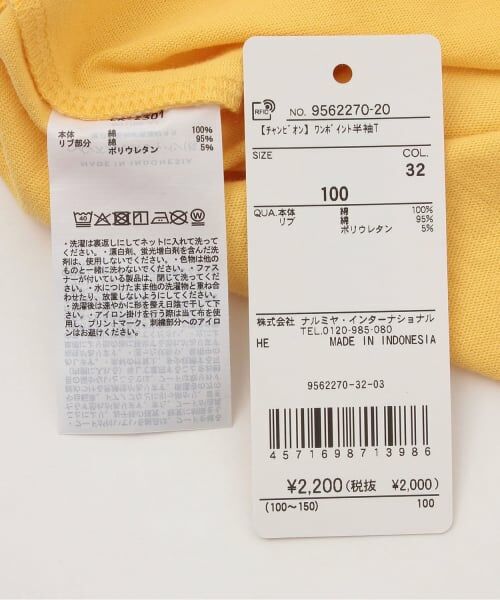 本体 綿 100%
リブ部分 綿 95%
ポリウレタン 5%
MADE IN INDONESIA
・洗濯は裏返しにしてネットに入れて洗って
ください。・漂白剤、蛍光増白剤を含んだ洗
剤は、使用しないでください。・色物は他の
ものと一緒に洗わないでください。・ファス
ナーが付いている製品は、閉じて洗ってくだ
さい。・水につけたまま他の洗濯物と重ね合
わせたり、放置しないようにしてください。
・洗濯後は速やかに形を整え日陰で干して下
さい。・アイロン掛けを行う際は当て布を使
用し、プリントマーク、刺繍部分へのアイロ
ンはお避けください。
RFID
NO. 9562270-20
【チャンピオン】ワンポイント半袖T
SIZE COL.
32
100
QUA. 本体 綿 100%
リブ 綿 95%
ポリウレタン 5%
株式会社 ナルミヤ・インターナショナル
TEL.0120-985-080
HE MADE IN INDONESIA
9562270-32-03
4571698713986
¥2,200(税抜 ¥2,000)
(100～150) 100